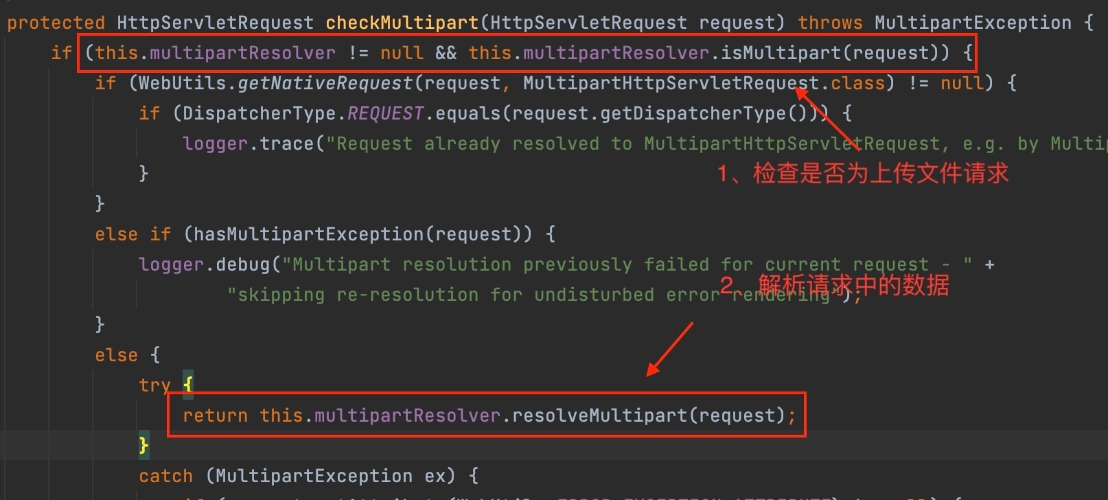 protected HttpServletRequest checkMultipart(HttpServletRequest request) throws MultipartException {
if (this.multipartResolver != null && this.multipartResolver.isMultipart(request)) {
if (WebUtils.getNativeRequest(request, MultipartHttpServletRequest.class) != null) {
if (DispatcherType.REQUEST.equals(request.getDispatcherType())) {
logger.trace("Request already resolved to MultipartHttpServletRequest, e.g. by Multip
1、检查是否为上传文件请求
}
}
else if (hasMultipartException(request)) {
logger.debug("Multipart resolution previously failed for current request - " +
2、解析请求中的数据
"skipping re-resolution for undisturbed error rendering");
}
else {
try {
return this.multipartResolver.resolveMultipart(request);
}
catch (MultipartException ex) {